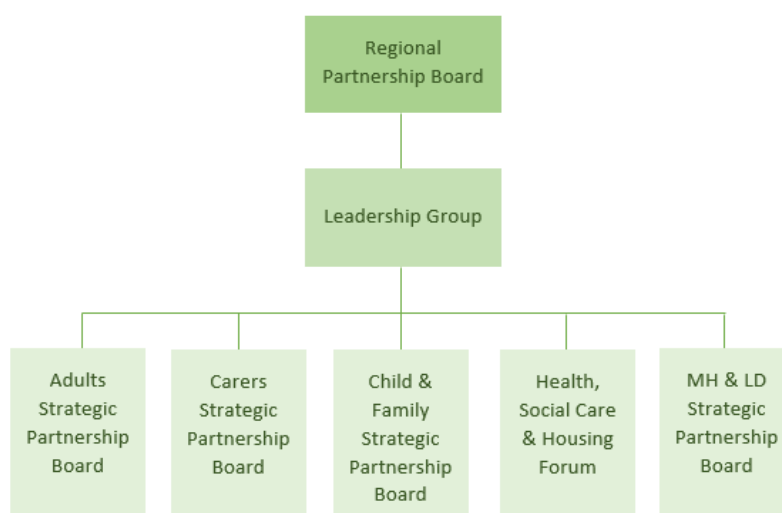 Regional
Partnership Board
Leadership Group
Adults
Strategic
Partnership
Board
Carers
Strategic
Partnership
Board
Child &
Family
Strategic
Partnership
Board
Health,
Social Care
& Housing
Forum
MH & LD
Strategic
Partnership
Board